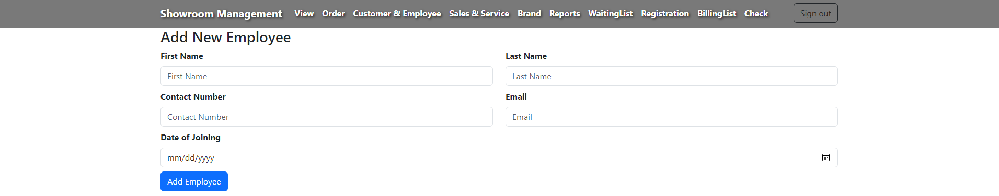 Showroom Management View Order Customer & Employee Sales & Service Brand Reports WaitingList Registration BillingList Check Sign out
Add New Employee
First Name Last Name
First Name Last Name
Contact Number Email
Contact Number Email
Date of Joining
mm/dd/yyyy
Add Employee